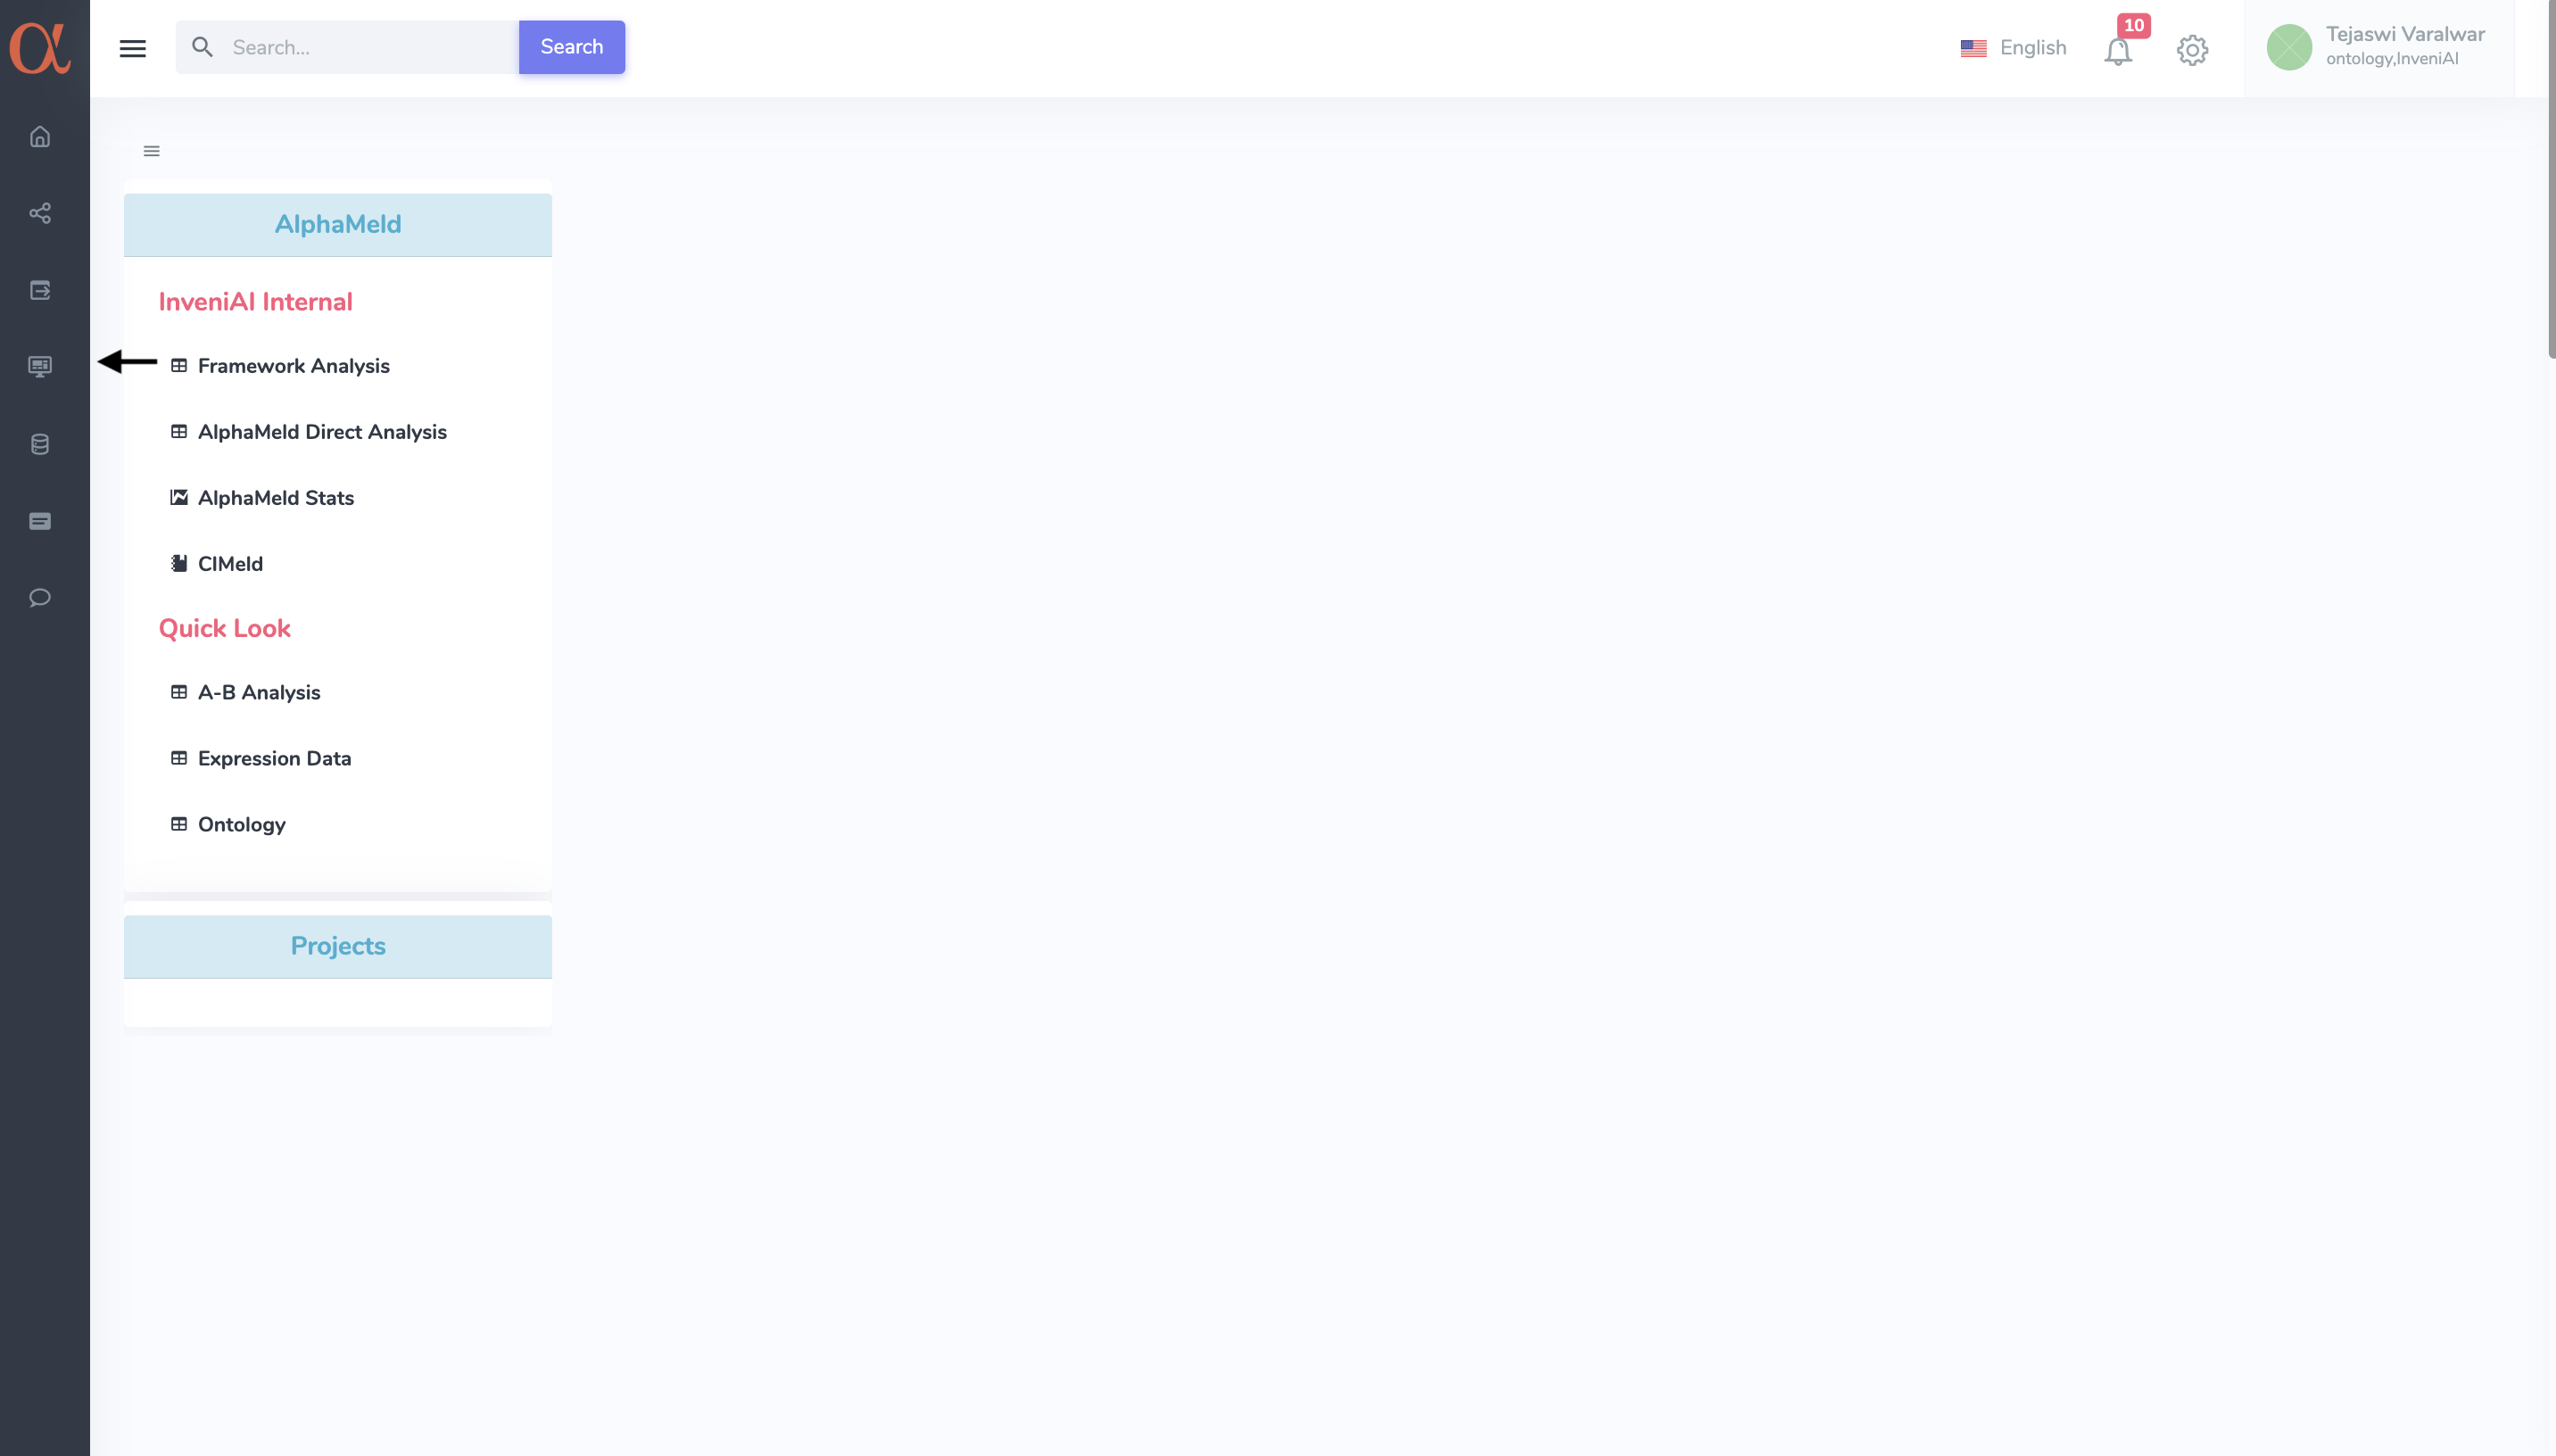 α
Search...
Search
English
10
Tejaswi Varalwar
ontology,InveniAI
AlphaMeld
InveniAI Internal
Framework Analysis
AlphaMeld Direct Analysis
AlphaMeld Stats
CIMeld
Quick Look
A-B Analysis
Expression Data
Ontology
Projects